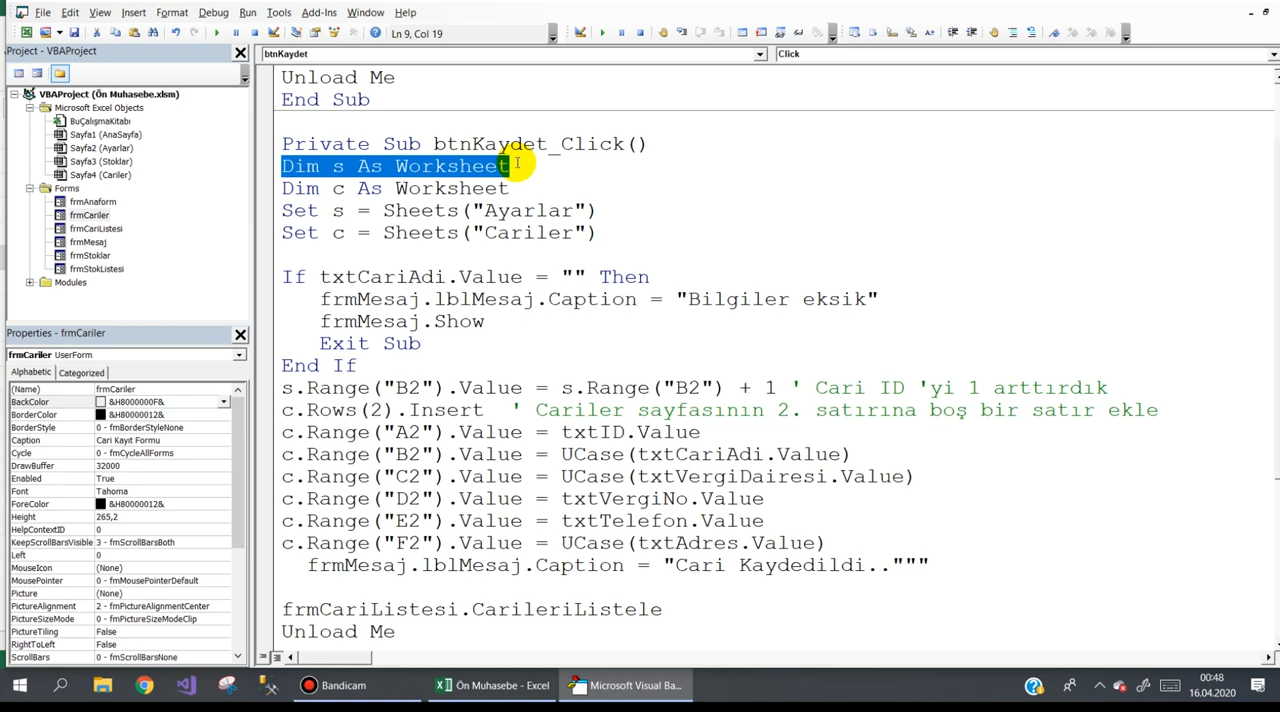 File Edit View Insert Format Debug Run Tools Add-Ins Window Help
Ln 9, Col 19
Project - VBAProject
VBAProject (Ön Muhasebe.xlsm)
Microsoft Excel Objects
BuÇalışmaKitabı
Sayfa1 (AnaSayfa)
Sayfa2 (Ayarlar)
Sayfa3 (Stoklar)
Sayfa4 (Cariler)
Forms
frmAnaform
frmCariler
frmCariListesi
frmMesaj
frmStoklar
frmStokListesi
Modules
Properties - frmCariler
frmCariler UserForm
Alphabetic Categorized
(Name) frmCariler
BackColor &H8000000F&
BorderColor &H80000012&
BorderStyle 0 - fmBorderStyleNone
Caption Cari Kayıt Formu
Cycle 0 - fmCycleAllForms
DrawBuffer 32000
Enabled True
Font Tahoma
ForeColor &H80000012&
Height 265,2
HelpContextID 0
KeepScrollBarsVisible 3 - fmScrollBarsBoth
Left 0
MouseIcon (None)
MousePointer 0 - fmMousePointerDefault
Picture (None)
PictureAlignment 2 - fmPictureAlignmentCenter
PictureSizeMode 0 - fmPictureSizeModeClip
PictureTiling False
RightToLeft False
ScrollBars 0 - fmScrollBarsNone
btnKaydet Click
Unload Me
End Sub
Private Sub btnKaydet_Click()
Dim s As Worksheet
Dim c As Worksheet
Set s = Sheets("Ayarlar")
Set c = Sheets("Cariler")
If txtCariAdi.Value = "" Then
frmMesaj.lblMesaj.Caption = "Bilgiler eksik"
frmMesaj.Show
Exit Sub
End If
s.Range("B2").Value = s.Range("B2") + 1 ' Cari ID 'yi 1 arttırdık
c.Rows(2).Insert ' Cariler sayfasının 2. satırına boş bir satır ekle
c.Range("A2").Value = txtID.Value
c.Range("B2").Value = UCase(txtCariAdi.Value)
c.Range("C2").Value = UCase(txtVergiDairesi.Value)
c.Range("D2").Value = txtVergiNo.Value
c.Range("E2").Value = txtTelefon.Value
c.Range("F2").Value = UCase(txtAdres.Value)
frmMesaj.lblMesaj.Caption = "Cari Kaydedildi.."""
frmCariListesi.CarileriListele
Unload Me
Bandicam
Ön Muhasebe - Excel
Microsoft Visual Ba...
00:48
16.04.2020